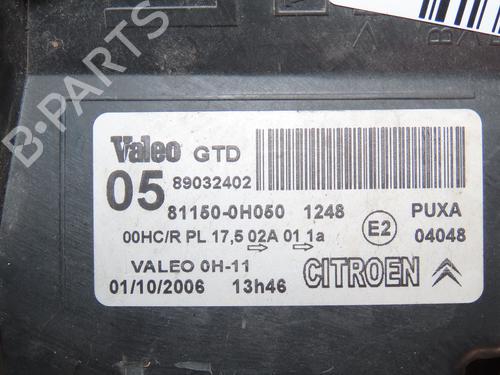 B-PARTS
Valeo GTD
05 89032402
81150-0H050 1248 PUXA
00HC/R PL 17,5 02A 01 1a E2 04048
VALEO 0H-11 CITROEN
01/10/2006 13h46